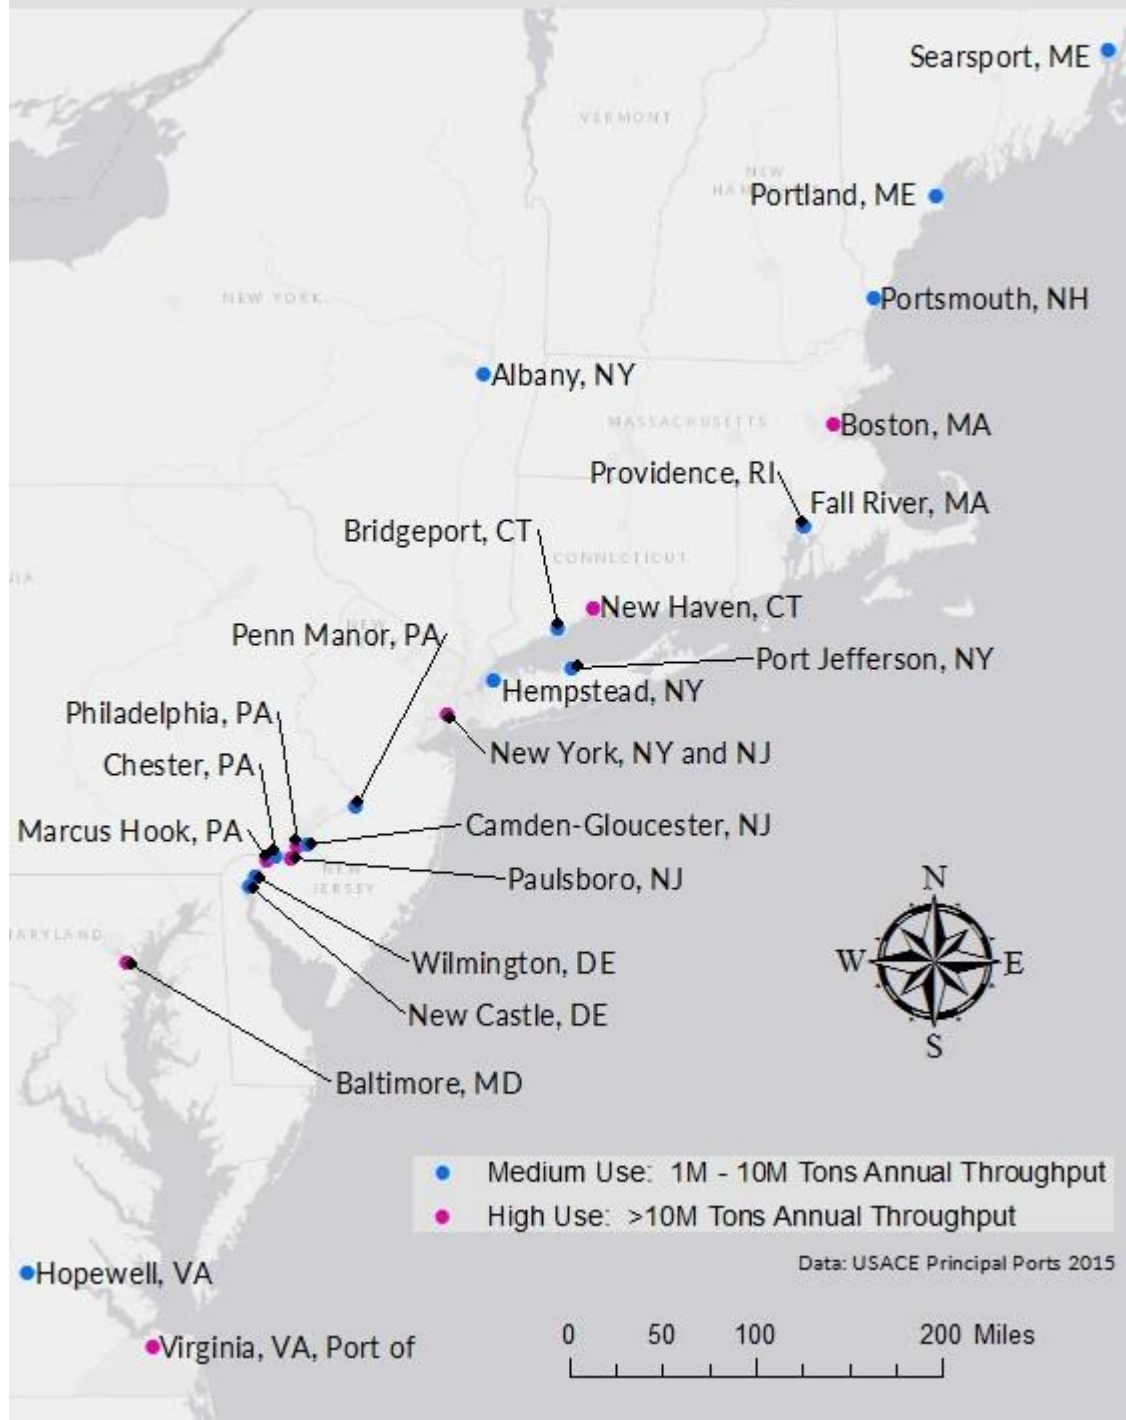 Searsport, ME
VERMONT
NEW
HAMPSHIRE
Portland, ME
NEW YORK
Portsmouth, NH
Albany, NY
MASSACHUSETTS
Boston, MA
Providence, RI
Fall River, MA
Bridgeport, CT
CONNECTICUT
New Haven, CT
Penn Manor, PA
NEW
Port Jefferson, NY
Hempstead, NY
Philadelphia, PA
New York, NY and NJ
Chester, PA
Marcus Hook, PA
Camden-Gloucester, NJ
Paulsboro, NJ
NEW
JERSEY
N
W
E
S
ARYLAND
Wilmington, DE
New Castle, DE
Baltimore, MD
Medium Use: 1M - 10M Tons Annual Throughput
High Use: >10M Tons Annual Throughput
Data: USACE Principal Ports 2015
Hopewell, VA
Virginia, VA, Port of
0 50 100 200 Miles